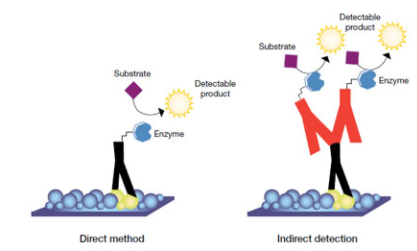 Substrate
Detectable
product
Enzyme
Direct method
Detectable
product
Substrate
Enzyme
Indirect detection